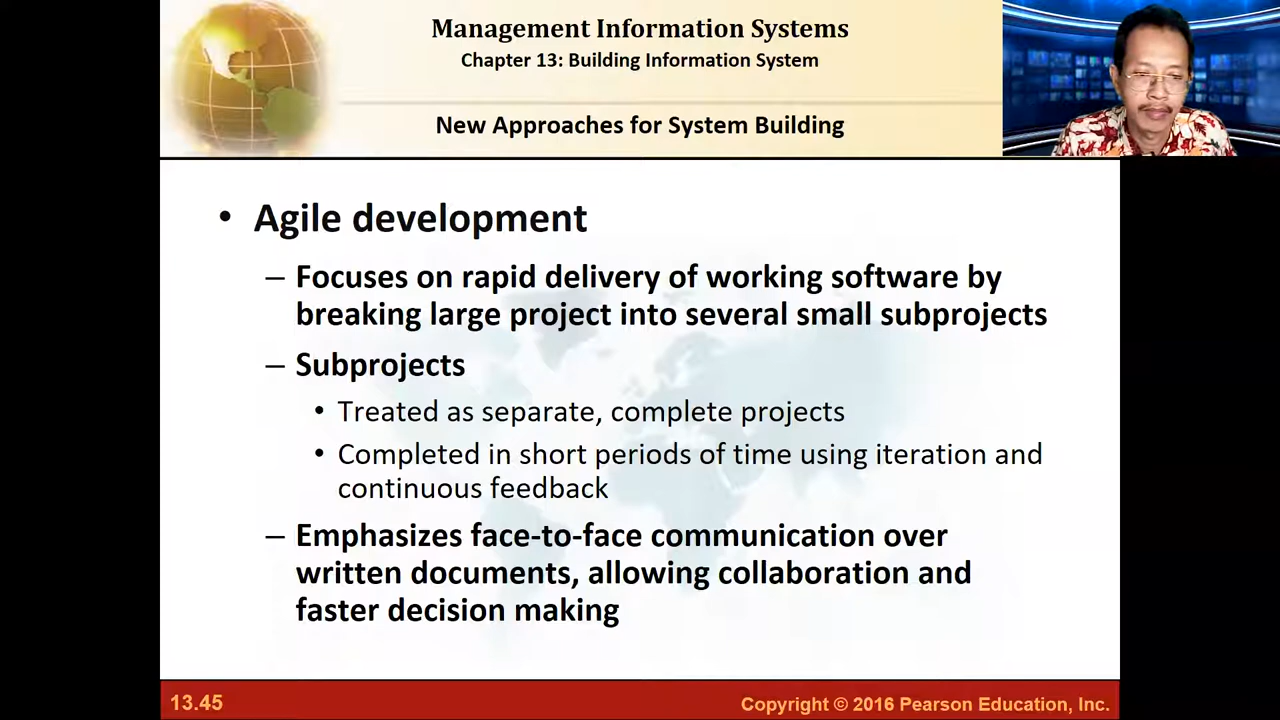 Management Information Systems
Chapter 13: Building Information System
New Approaches for System Building
• Agile development
– Focuses on rapid delivery of working software by
breaking large project into several small subprojects
– Subprojects
• Treated as separate, complete projects
• Completed in short periods of time using iteration and
continuous feedback
– Emphasizes face-to-face communication over
written documents, allowing collaboration and
faster decision making
13.45
Copyright © 2016 Pearson Education, Inc.